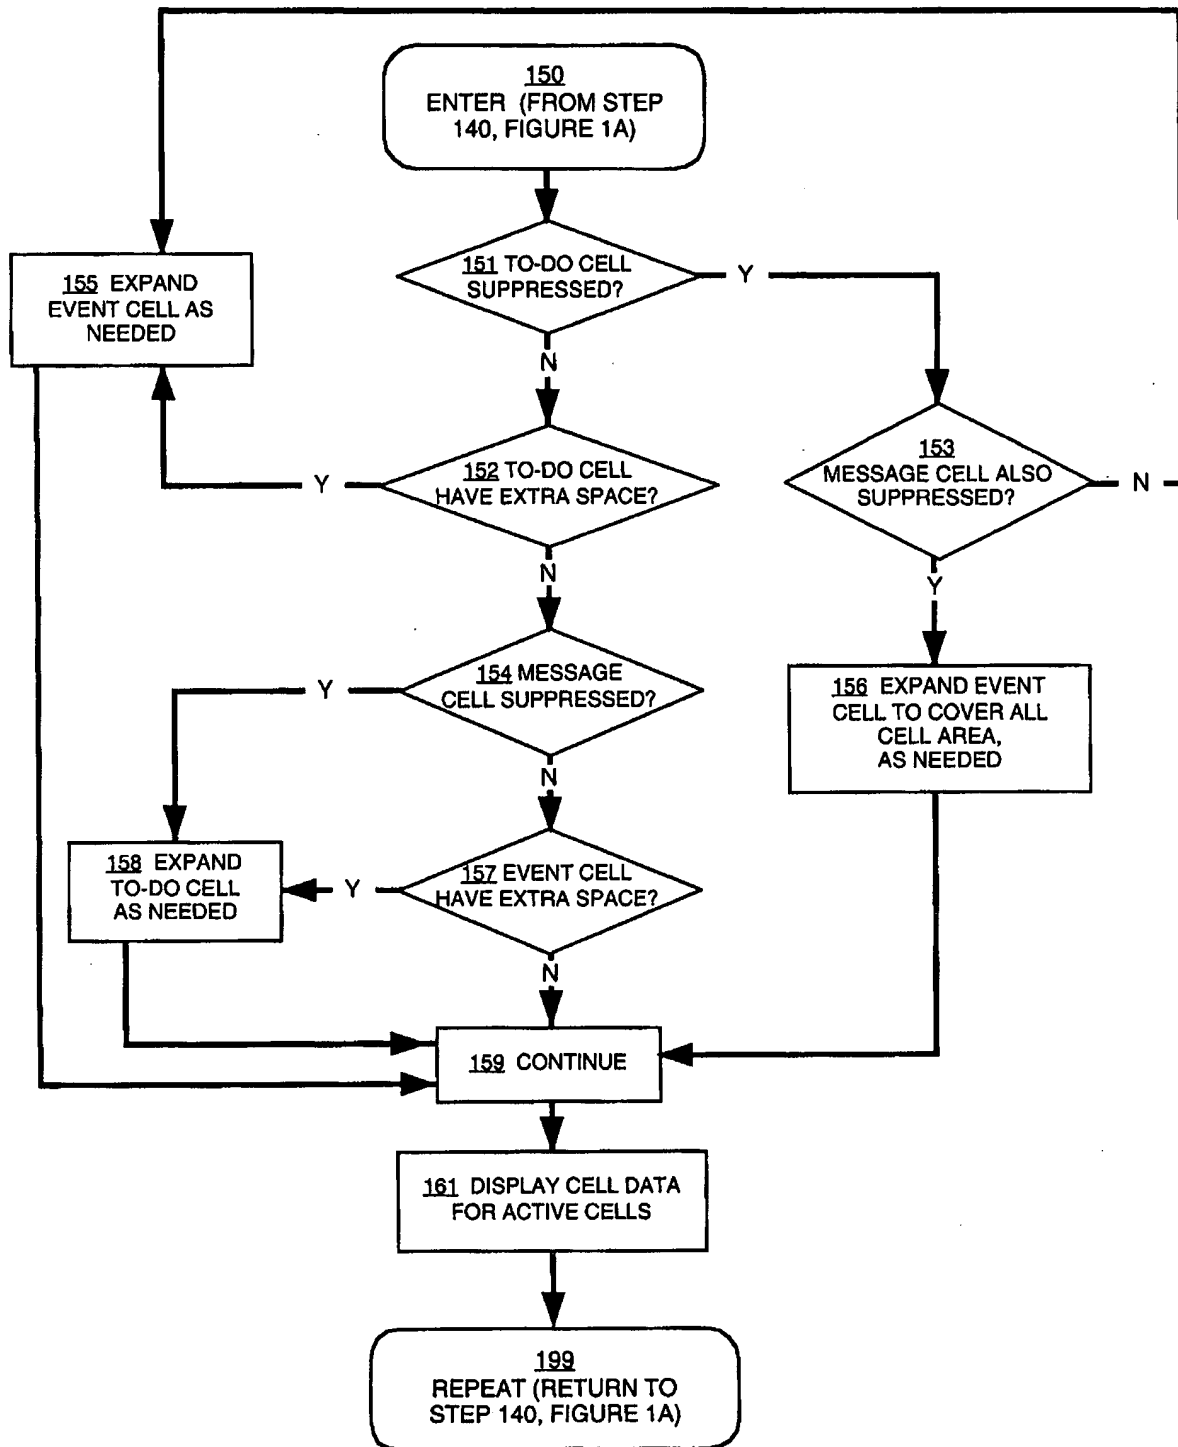 150
ENTER (FROM STEP
140, FIGURE 1A)
151 TO-DO CELL
SUPPRESSED?
Y
N
155 EXPAND
EVENT CELL AS
NEEDED
152 TO-DO CELL
HAVE EXTRA SPACE?
Y
N
153
MESSAGE CELL ALSO
SUPPRESSED?
N
Y
154 MESSAGE
CELL SUPPRESSED?
Y
N
156 EXPAND EVENT
CELL TO COVER ALL
CELL AREA,
AS NEEDED
158 EXPAND
TO-DO CELL
AS NEEDED
157 EVENT CELL
HAVE EXTRA SPACE?
Y
N
159 CONTINUE
161 DISPLAY CELL DATA
FOR ACTIVE CELLS
199
REPEAT (RETURN TO
STEP 140, FIGURE 1A)